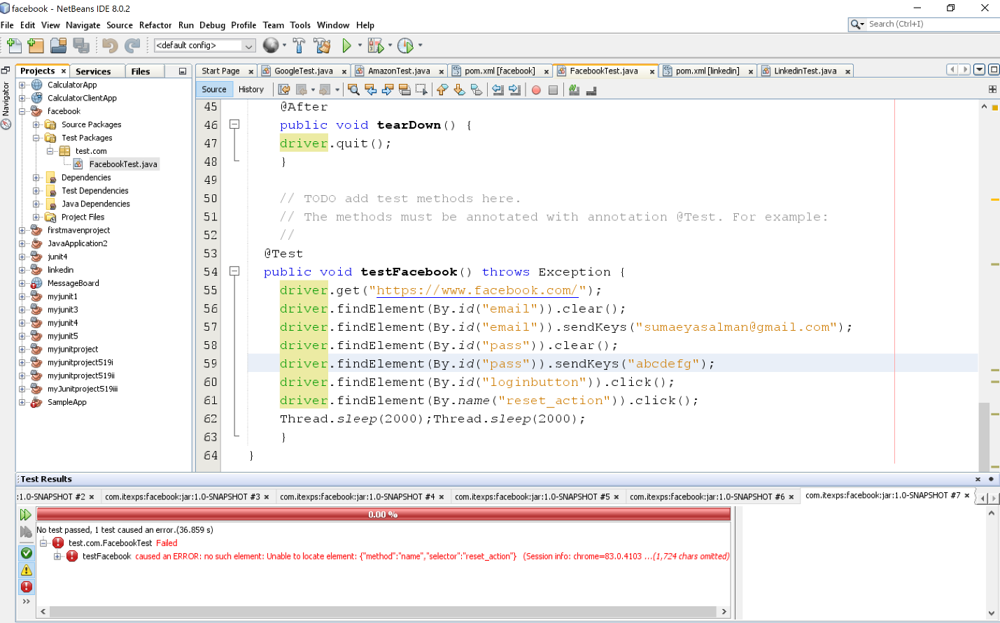 facebook - NetBeans IDE 8.0.2
File Edit View Navigate Source Refactor Run Debug Profile Team Tools Window Help
Search (Ctrl+I)
<default config>
Projects Services Files
Navigator
CalculatorApp
CalculatorClientApp
facebook
Source Packages
Test Packages
test.com
FacebookTest.java
Dependencies
Test Dependencies
Java Dependencies
Project Files
firstmavenproject
JavaApplication2
junit4
linkedin
MessageBoard
myjunit1
myjunit3
myjunit4
myjunit5
myjunitproject
myjunitproject519i
myjunitproject519ii
myJunitproject519iii
SampleApp
Start Page GoogleTest.java AmazonTest.java pom.xml [facebook] FacebookTest.java pom.xml [linkedin] LinkedinTest.java
Source History
45 @After
46 public void tearDown() {
47 driver.quit();
48 }
49
50 // TODO add test methods here.
51 // The methods must be annotated with annotation @Test. For example:
52 //
53 @Test
54 public void testFacebook() throws Exception {
55 driver.get("https://www.facebook.com/");
56 driver.findElement(By.id("email")).clear();
57 driver.findElement(By.id("email")).sendKeys("sumaeyasalman@gmail.com");
58 driver.findElement(By.id("pass")).clear();
59 driver.findElement(By.id("pass")).sendKeys("abcdefg");
60 driver.findElement(By.id("loginbutton")).click();
61 driver.findElement(By.name("reset_action")).click();
62 Thread.sleep(2000);Thread.sleep(2000);
63 }
64 }
Test Results
:1.0-SNAPSHOT #2 com.itexps:facebook:jar:1.0-SNAPSHOT #3 com.itexps:facebook:jar:1.0-SNAPSHOT #4 com.itexps:facebook:jar:1.0-SNAPSHOT #5 com.itexps:facebook:jar:1.0-SNAPSHOT #6 com.itexps:facebook:jar:1.0-SNAPSHOT #7
0.00 %
No test passed, 1 test caused an error.(36.859 s)
test.com.FacebookTest Failed
testFacebook caused an ERROR: no such element: Unable to locate element: {"method":"name","selector":"reset_action"} (Session info: chrome=83.0.4103 ...(1,724 chars omitted)